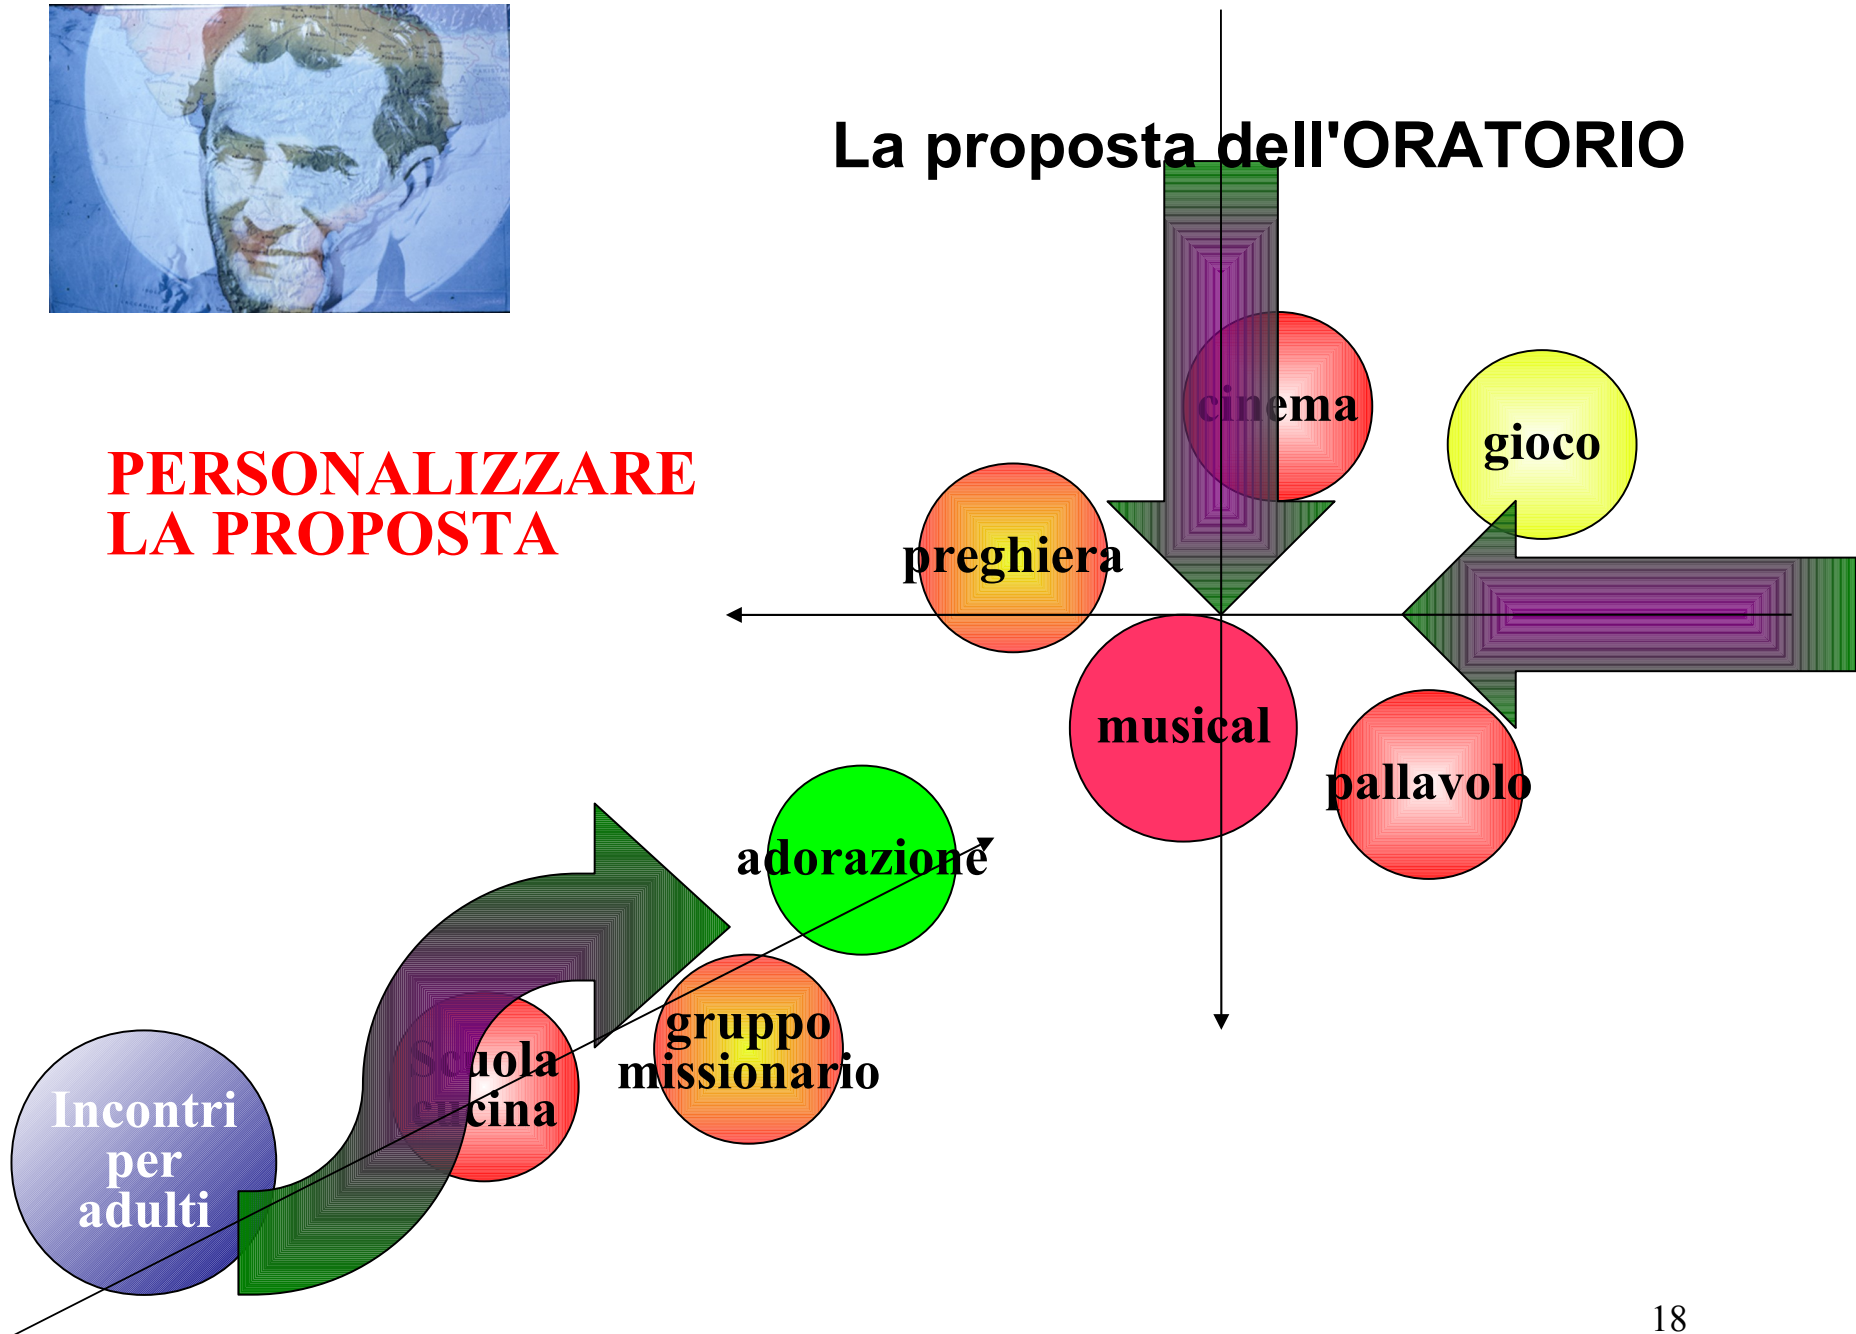 La proposta dell'ORATORIO
cinema
gioco
PERSONALIZZARE
LA PROPOSTA
preghiera
musical
pallavolo
adorazione
gruppo
missionario
Scuola
cucina
Incontri
per
adulti
18